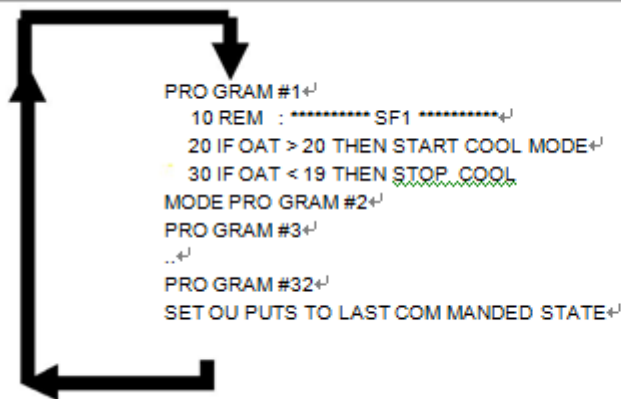 PRO GRAM #1↵
10 REM : ********** SF1 **********↵
20 IF OAT > 20 THEN START COOL MODE↵
30 IF OAT < 19 THEN STOP COOL
MODE PRO GRAM #2↵
PRO GRAM #3↵
..↵
PRO GRAM #32↵
SET OU PUTS TO LAST COM MANDED STATE↵